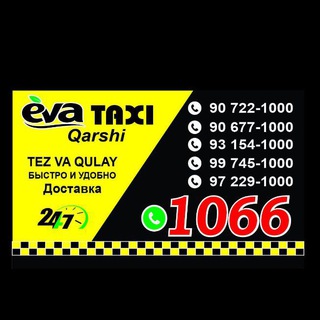 èva TAXI
Qarshi
TEZ VA QULAY
БЫСТРО И УДОБНО
Доставка
24/7
90 722-1000
90 677-1000
93 154-1000
99 745-1000
97 229-1000
1066